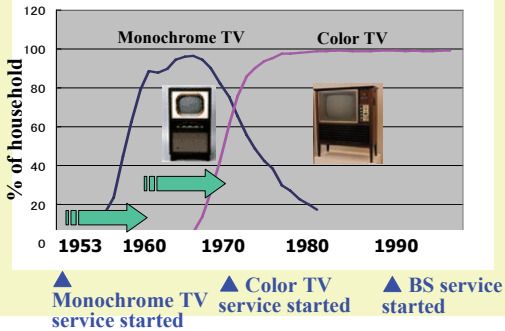 120
Monochrome TV
Color TV
100
80
60
40
20
0
% of household
1953 1960 1970 1980 1990
▲ Monochrome TV service started
▲ Color TV service started
▲ BS service started